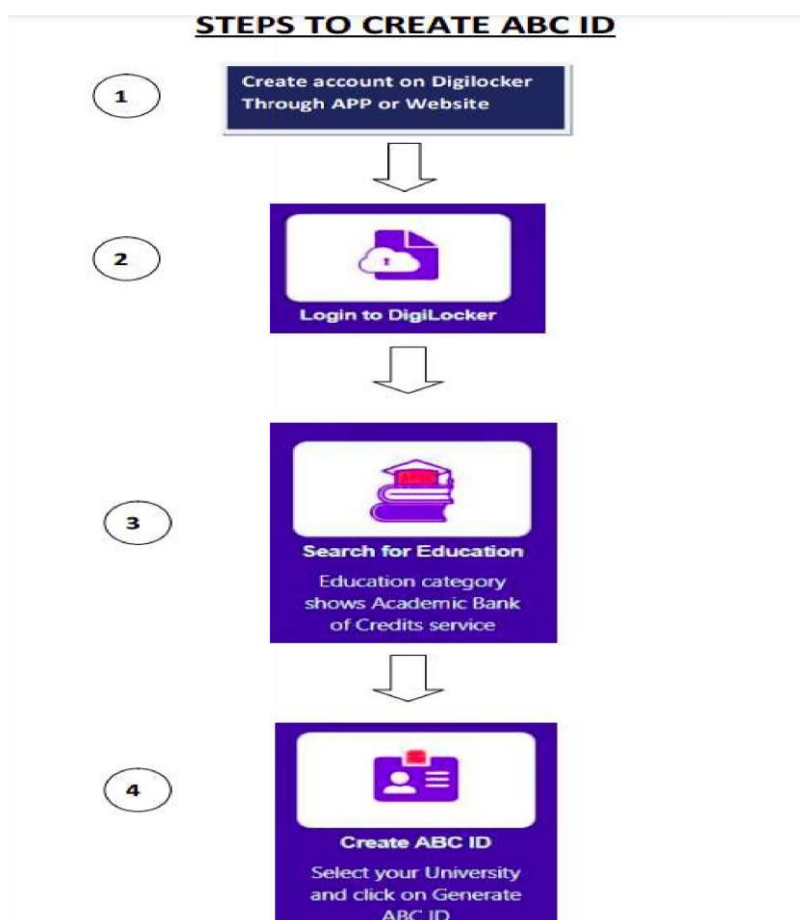 STEPS TO CREATE ABC ID
1
Create account on Digilocker
Through APP or Website
2
Login to DigiLocker
3
Search for Education
Education category
shows Academic Bank
of Credits service
4
Create ABC ID
Select your University
and click on Generate
ABC ID